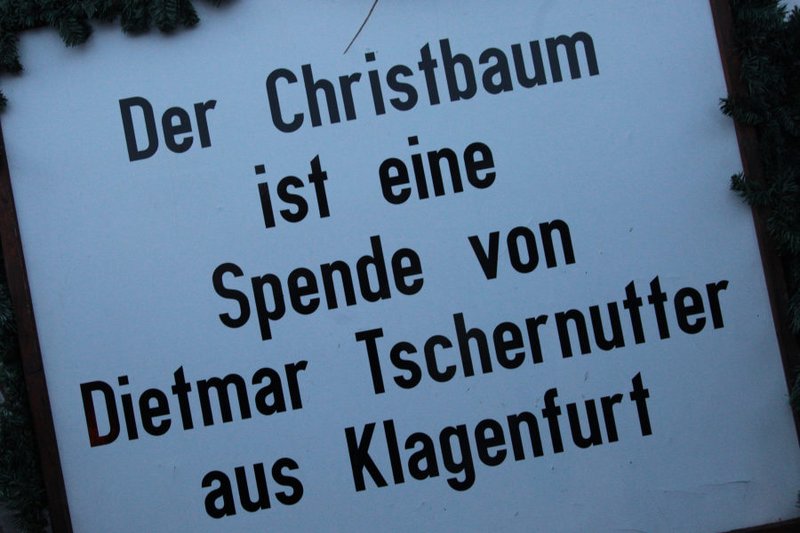 Der Christbaum
ist eine
Spende von
Dietmar Tschernutter
aus Klagenfurt